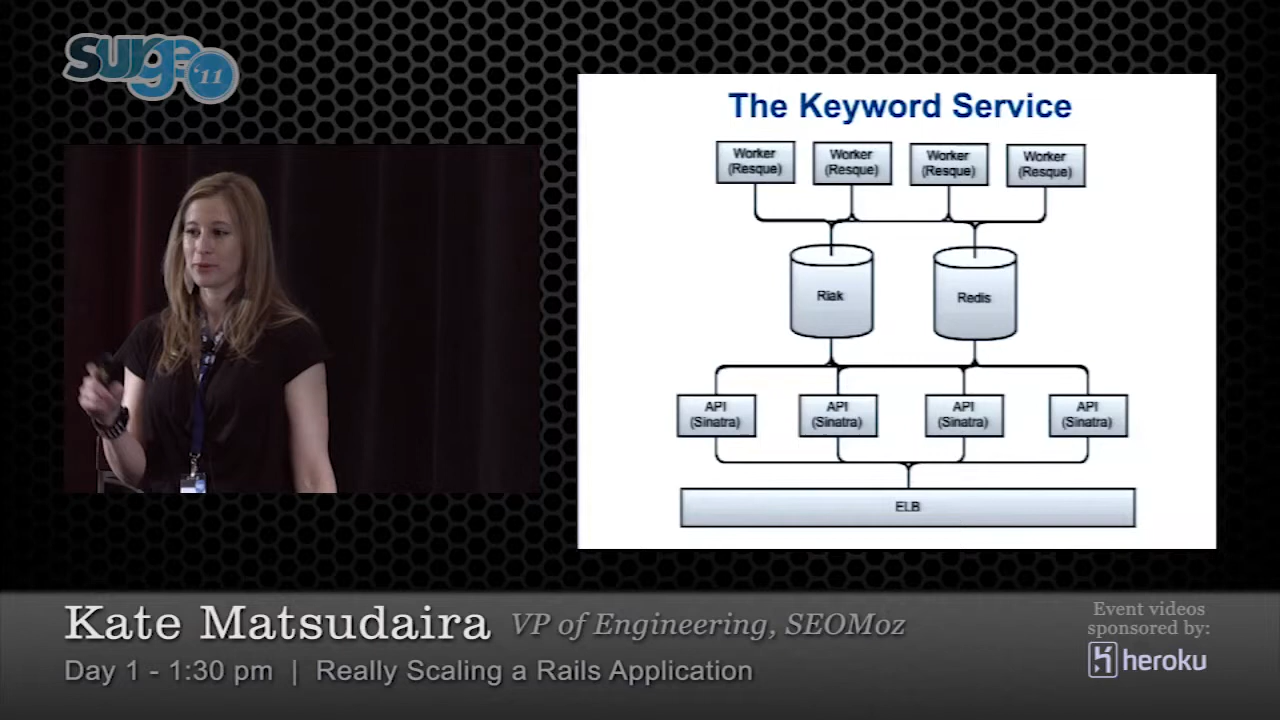 surge '11
The Keyword Service
Worker
(Resque)
Worker
(Resque)
Worker
(Resque)
Worker
(Resque)
Riak
Redis
API
(Sinatra)
API
(Sinatra)
API
(Sinatra)
API
(Sinatra)
ELB
Kate Matsudaira VP of Engineering, SEOMoz
Day 1 - 1:30 pm | Really Scaling a Rails Application
Event videos
sponsored by:
heroku